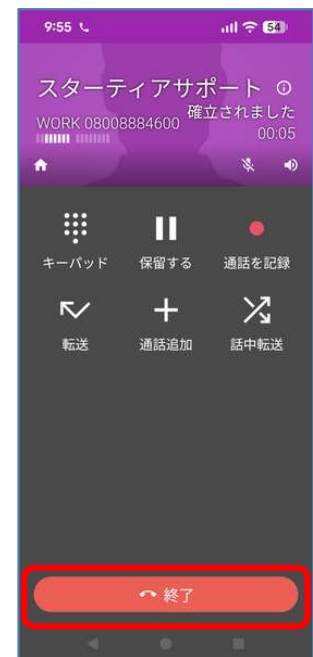 9:55 54
スターティアサポート
確立されました
WORK 08008884600 00:05
キーパッド 保留する 通話を記録
転送 通話追加 話中転送
終了